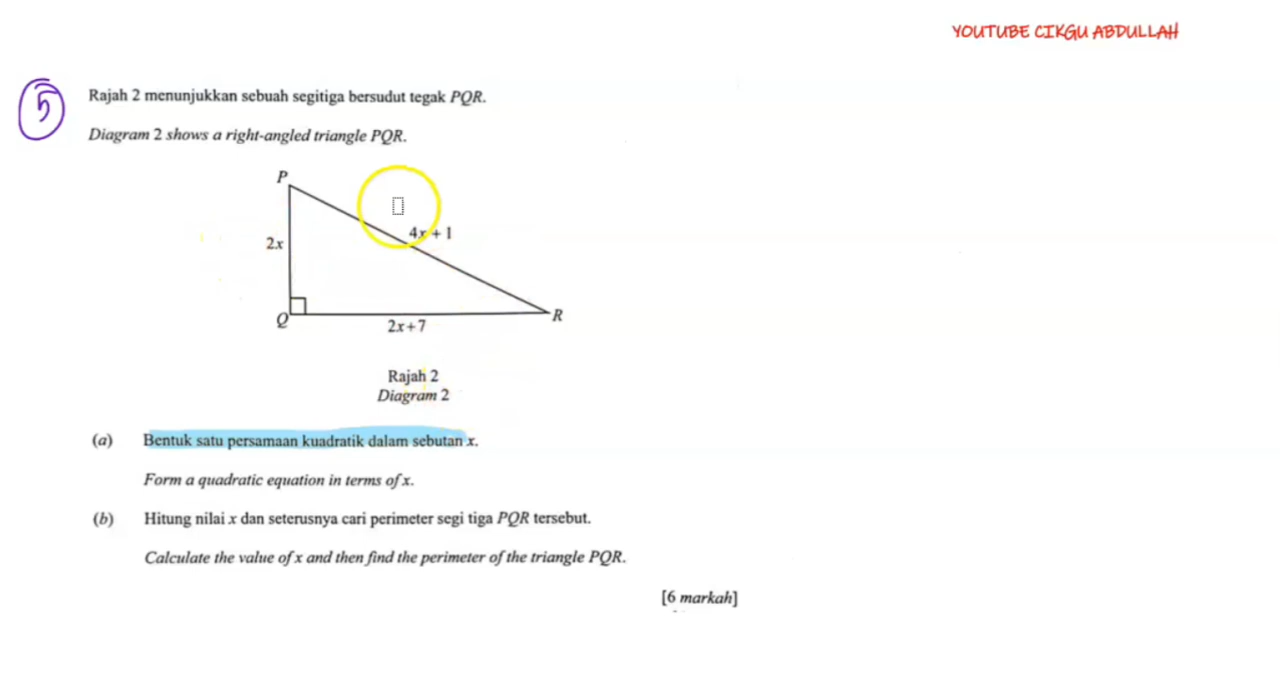 YOUTUBE CIKGU ABDULLAH
5
Rajah 2 menunjukkan sebuah segitiga bersudut tegak PQR.
Diagram 2 shows a right-angled triangle PQR.
P
4x + 1
2x
Q
R
2x+7
Rajah 2
Diagram 2
(a) Bentuk satu persamaan kuadratik dalam sebutan x.
Form a quadratic equation in terms of x.
(b) Hitung nilai x dan seterusnya cari perimeter segi tiga PQR tersebut.
Calculate the value of x and then find the perimeter of the triangle PQR.
[6 markah]